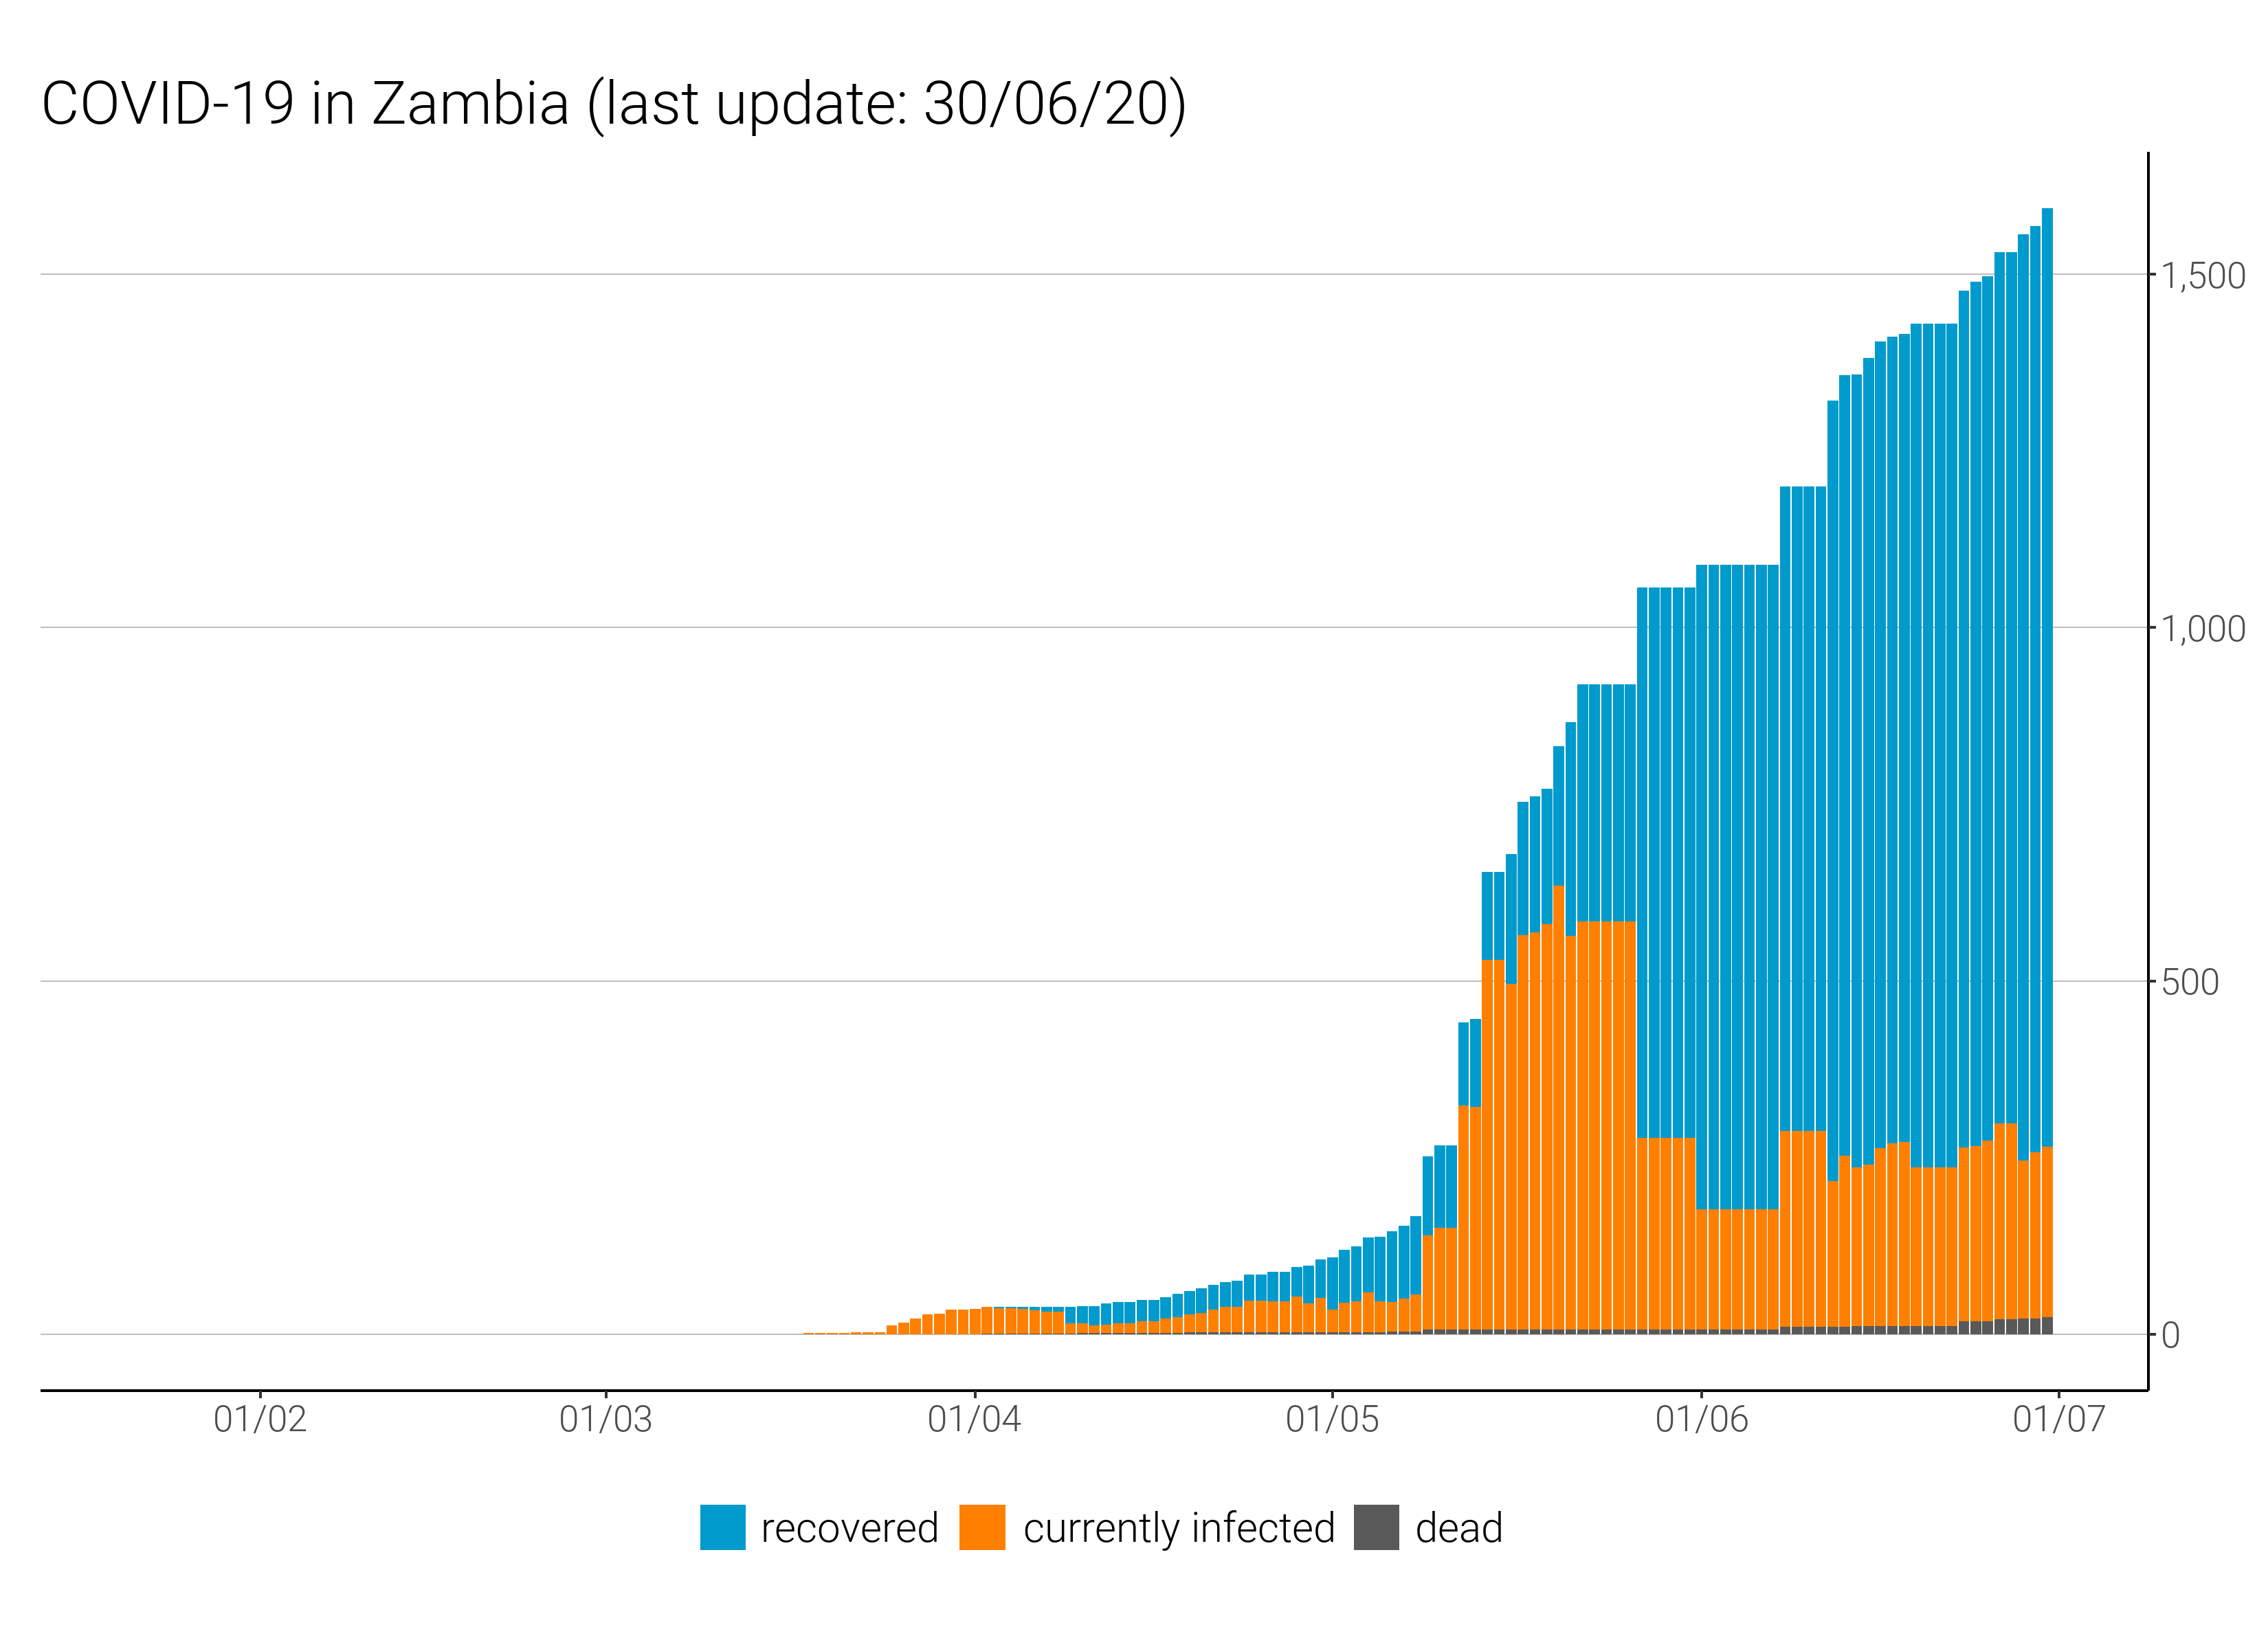 COVID-19 in Zambia (last update: 30/06/20)
1,500
1,000
500
0
01/02 01/03 01/04 01/05 01/06 01/07
recovered currently infected dead